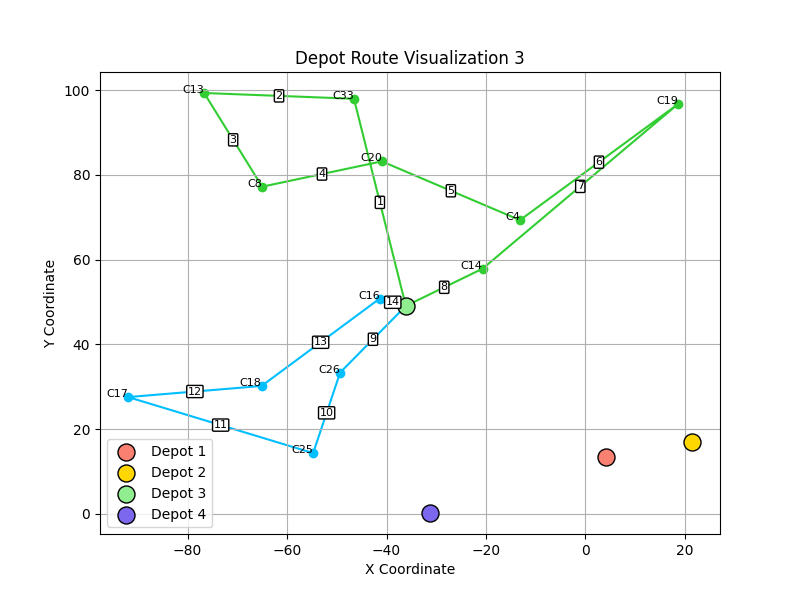 Depot Route Visualization 3
Y Coordinate
100
80
60
40
20
0
C13
2
C33
C19
3
C20
6
C8
4
7
5
1
C4
C14
8
C16
14
13
9
C26
C18
12
C17
10
11
C25
Depot 1
Depot 2
Depot 3
Depot 4
−80
−60
−40
−20
0
20
X Coordinate